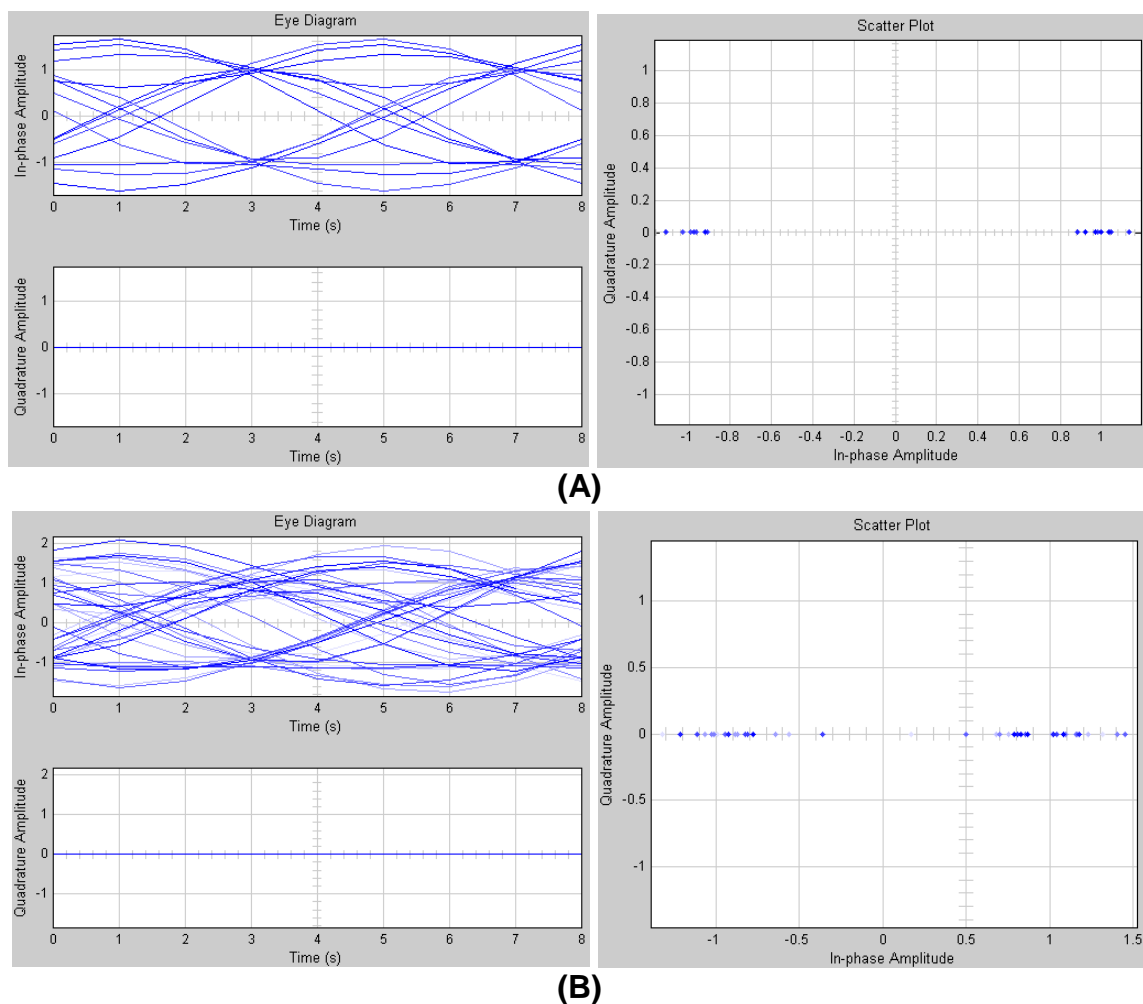 Eye Diagram
In-phase Amplitude
1
0
-1
0 1 2 3 4 5 6 7 8
Time (s)
Quadrature Amplitude
1
0
-1
0 1 2 3 4 5 6 7 8
Time (s)
Scatter Plot
Quadrature Amplitude
1
0.8
0.6
0.4
0.2
0
-0.2
-0.4
-0.6
-0.8
-1
-1 -0.8 -0.6 -0.4 -0.2 0 0.2 0.4 0.6 0.8 1
In-phase Amplitude
(A)
Eye Diagram
In-phase Amplitude
2
1
0
-1
0 1 2 3 4 5 6 7 8
Time (s)
Quadrature Amplitude
2
1
0
-1
0 1 2 3 4 5 6 7 8
Time (s)
Scatter Plot
Quadrature Amplitude
1
0.5
0
-0.5
-1
-1 -0.5 0 0.5 1 1.5
In-phase Amplitude
(B)